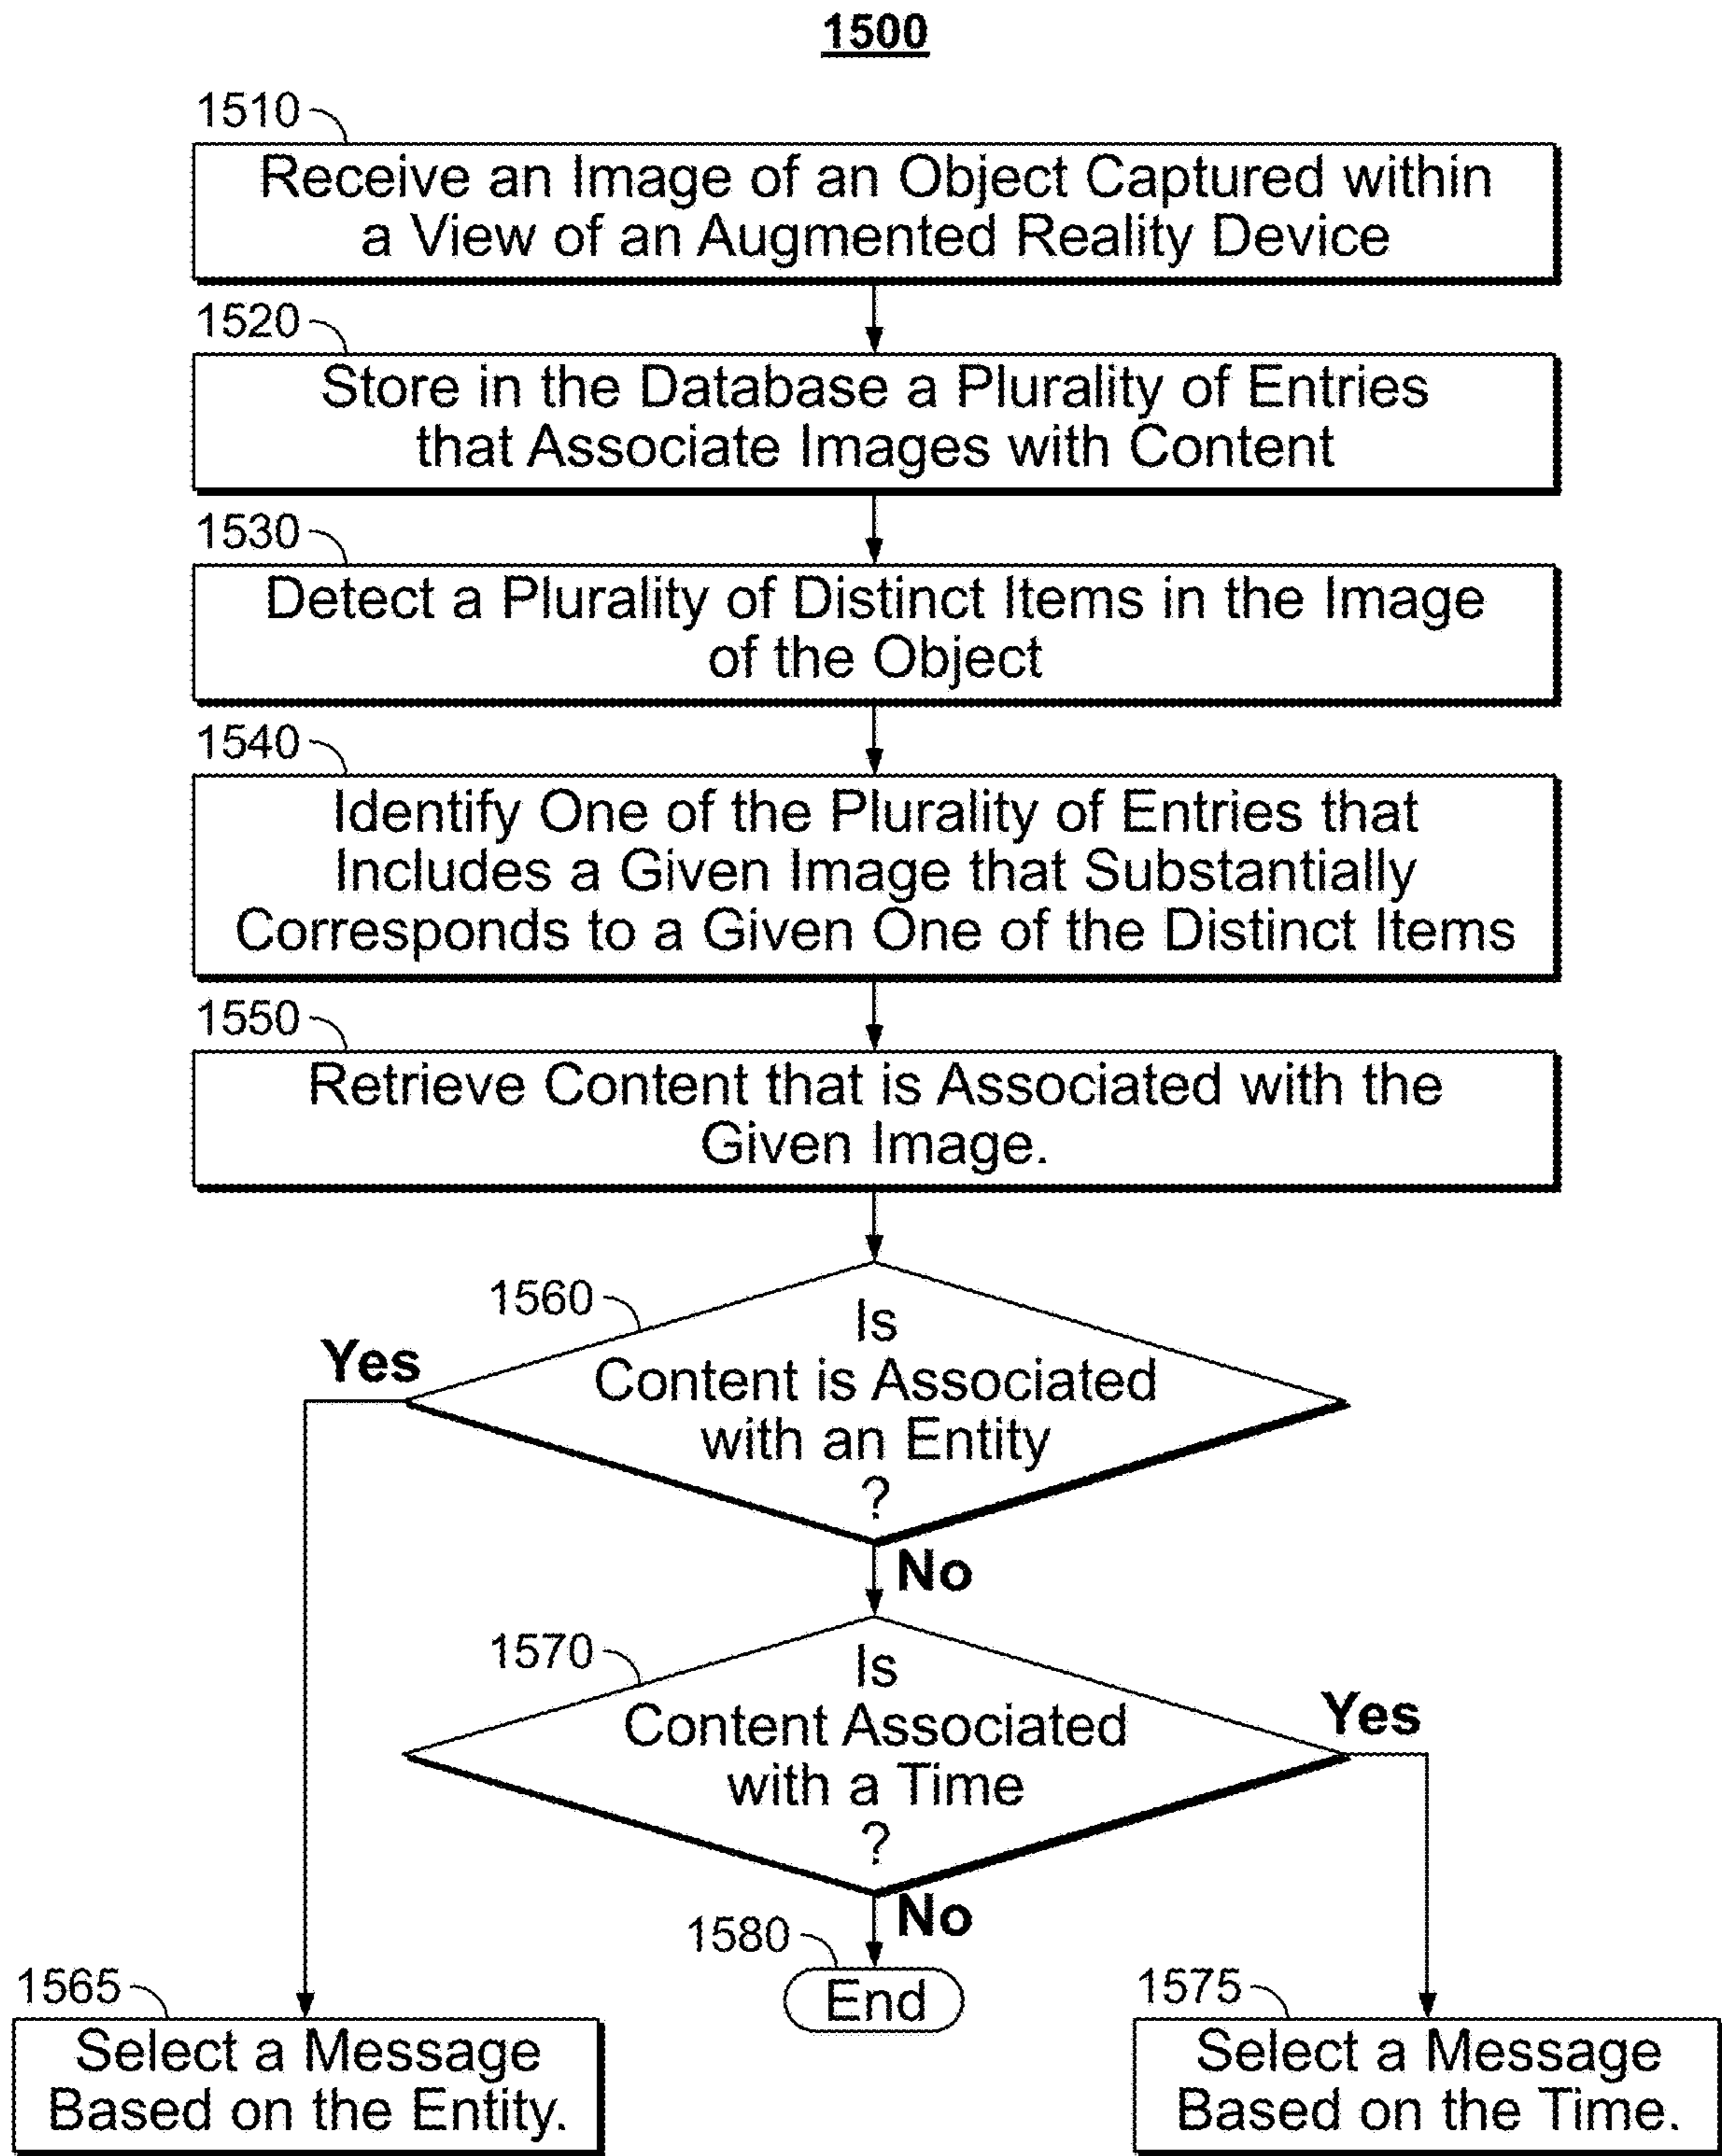 1500
1510
Receive an Image of an Object Captured within
a View of an Augmented Reality Device
1520
Store in the Database a Plurality of Entries
that Associate Images with Content
1530
Detect a Plurality of Distinct Items in the Image
of the Object
1540
Identify One of the Plurality of Entries that
Includes a Given Image that Substantially
Corresponds to a Given One of the Distinct Items
1550
Retrieve Content that is Associated with the
Given Image.
1560
Is
Content is Associated
with an Entity
?
Yes
No
1570
Is
Content Associated
with a Time
?
Yes
No
1580
End
1565
Select a Message
Based on the Entity.
1575
Select a Message
Based on the Time.